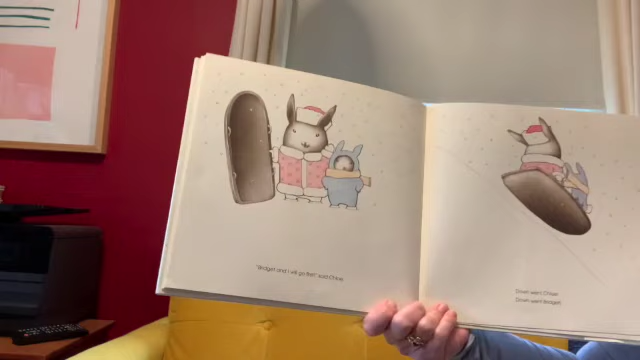 "Bridget and I will go first," said Chloe.
Down went Chloe.
Down went Bridget.